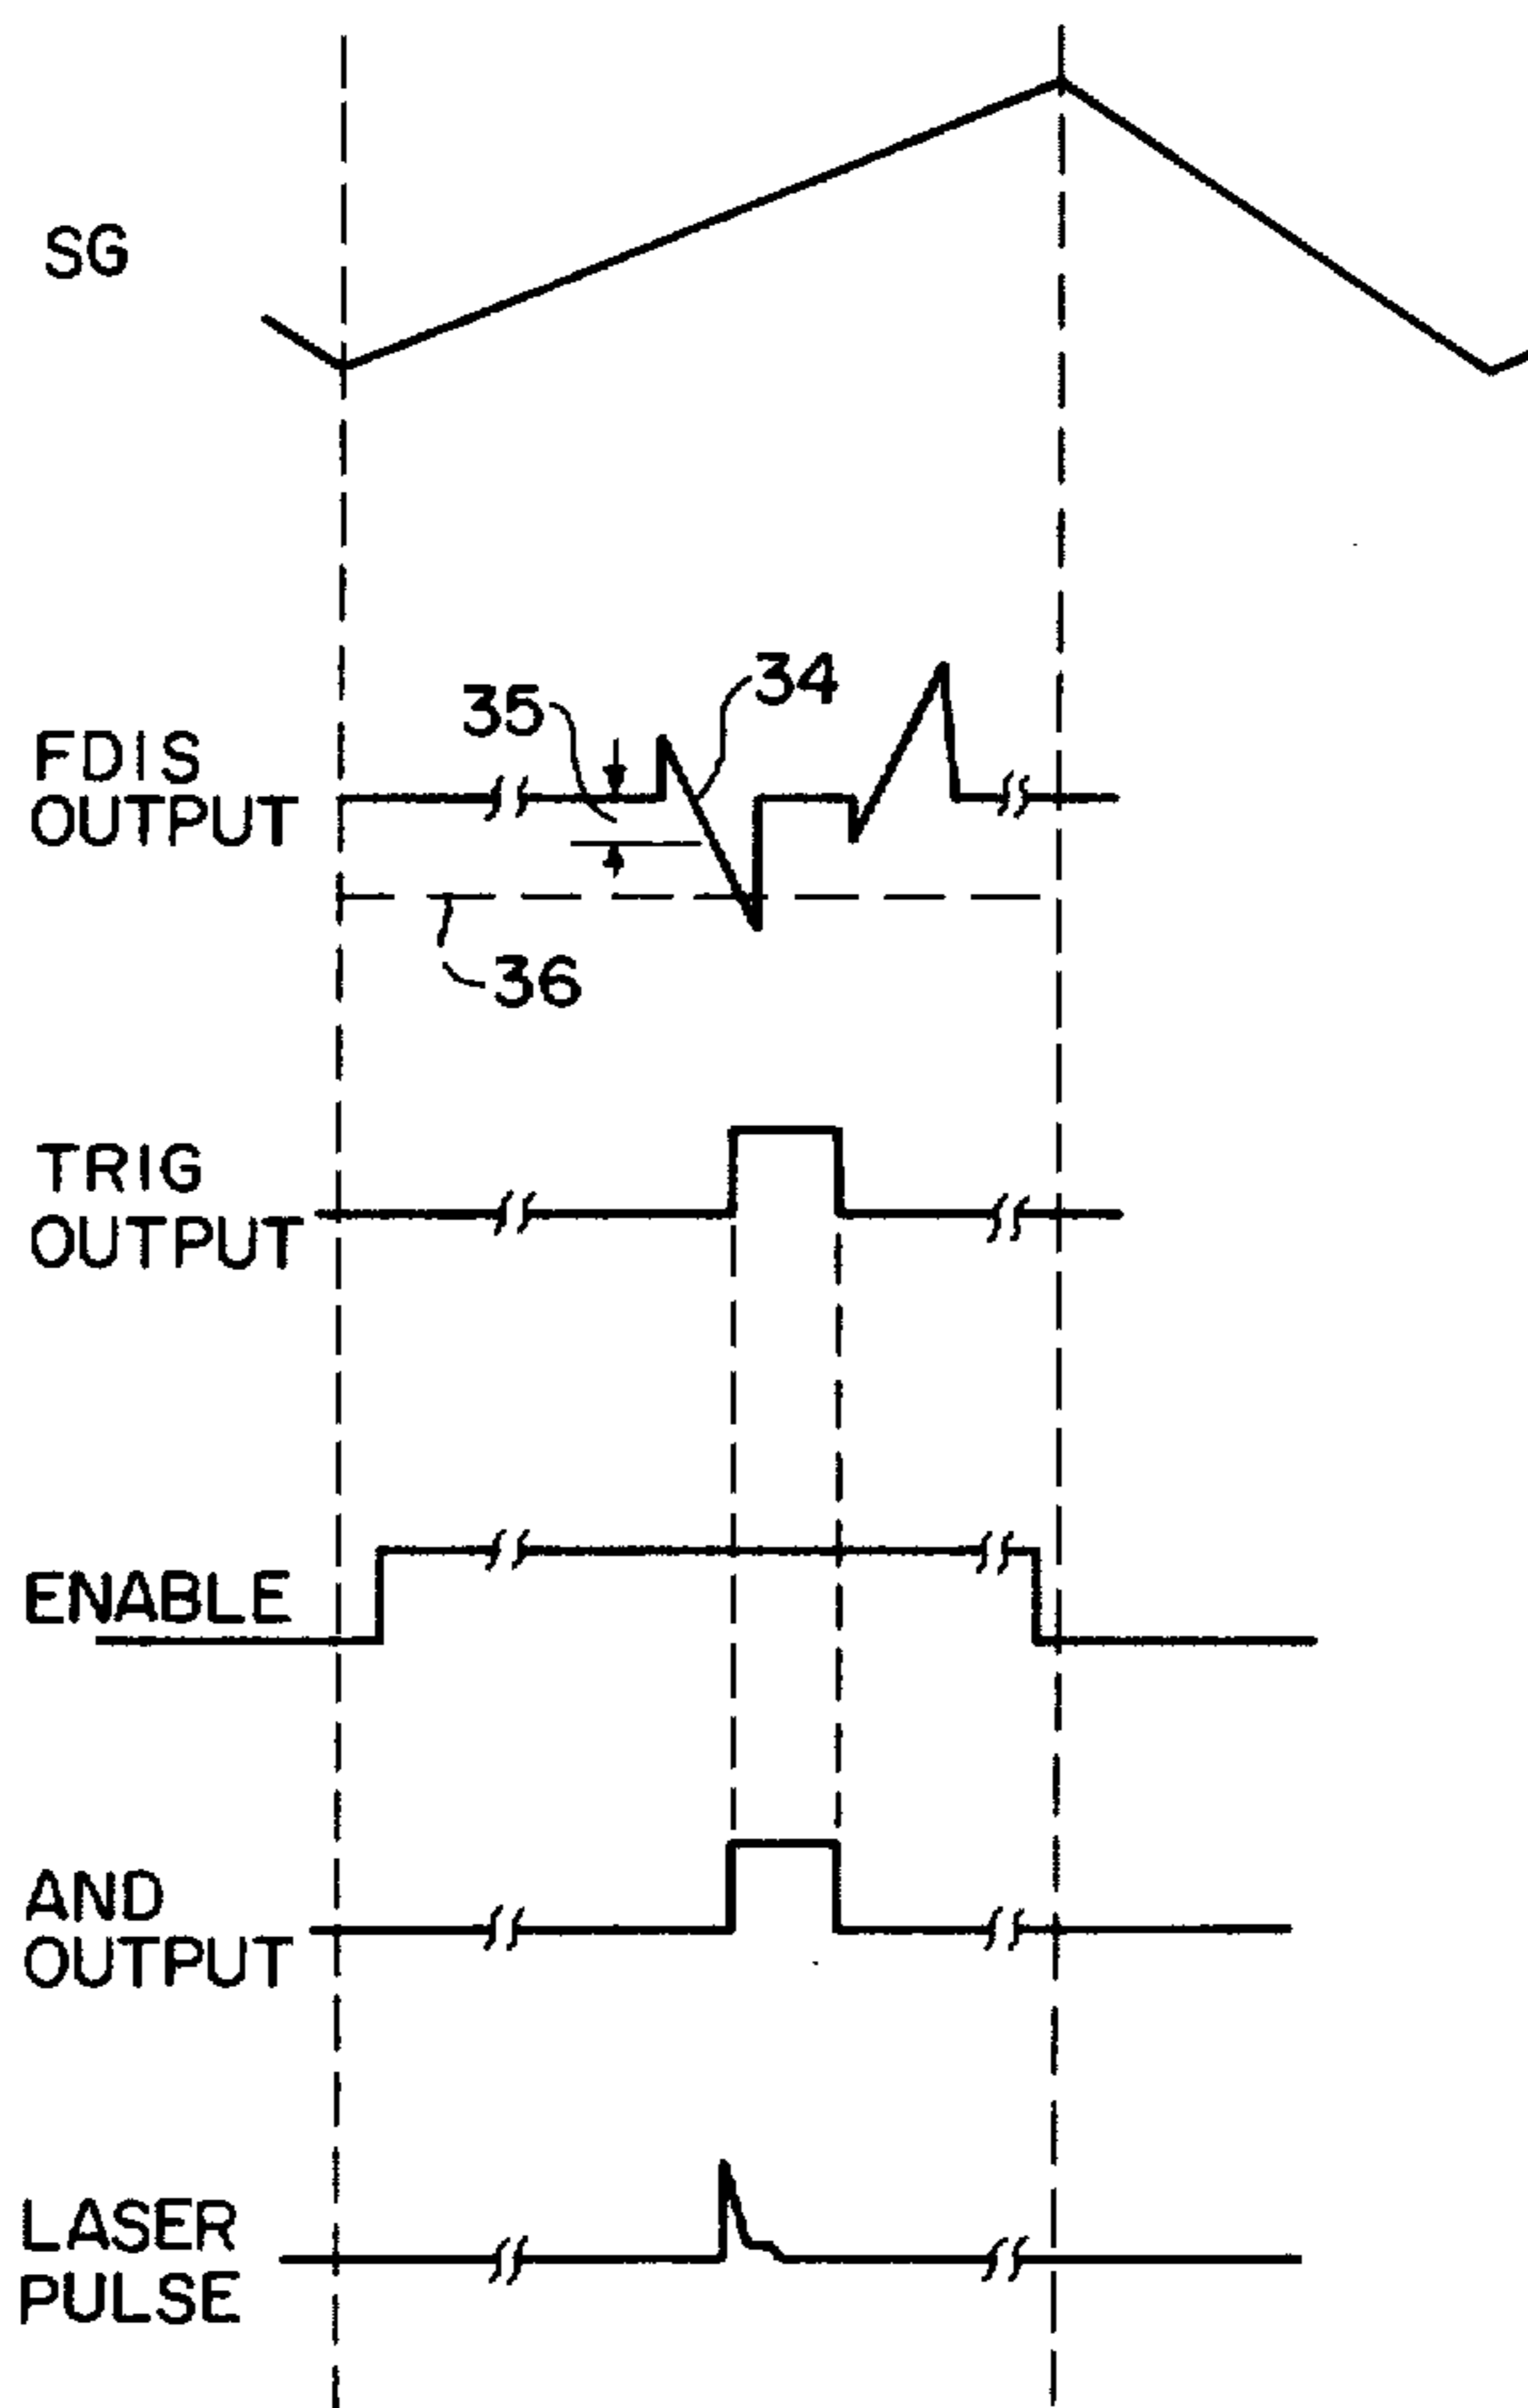 SG
34
35
FDIS
OUTPUT
36
TRIG
OUTPUT
ENABLE
AND
OUTPUT
LASER
PULSE